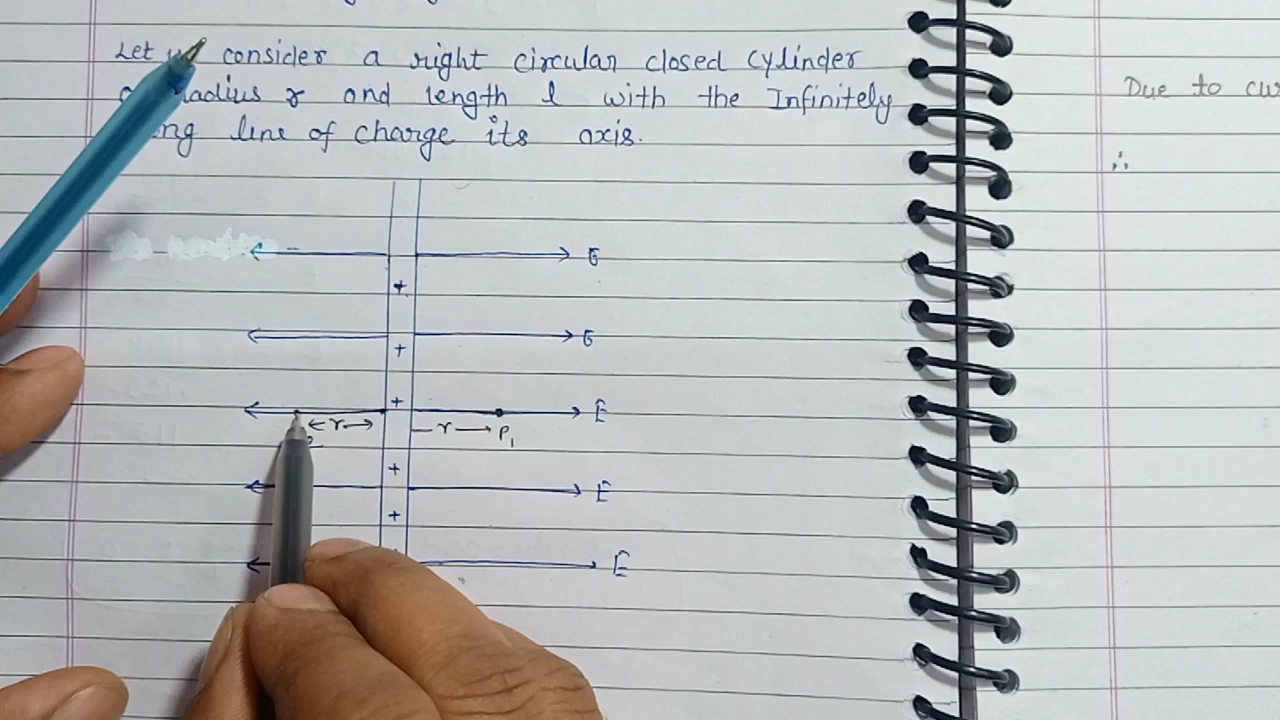 Let consider a right circular closed cylinder
radius r and length l with the Infinitely
line of charge its axis.
E
+
E
+
+ E
r r P1
+
E
+
E
Due to
∴